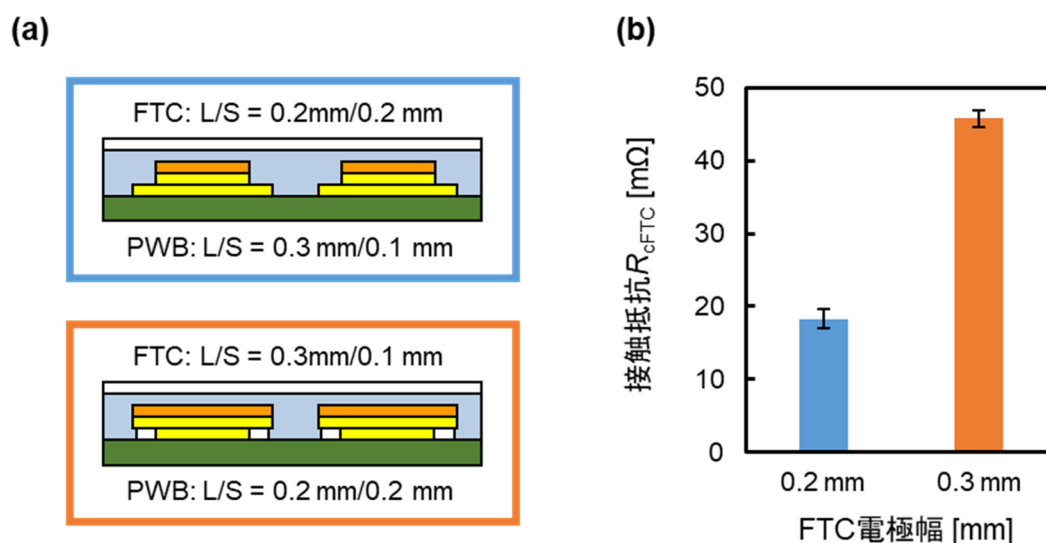 (a)
FTC: L/S = 0.2mm/0.2 mm
PWB: L/S = 0.3 mm/0.1 mm
FTC: L/S = 0.3mm/0.1 mm
PWB: L/S = 0.2 mm/0.2 mm
(b)
接触抵抗RcFTC [mΩ]
50
40
30
20
10
0
0.2 mm
0.3 mm
FTC電極幅 [mm]